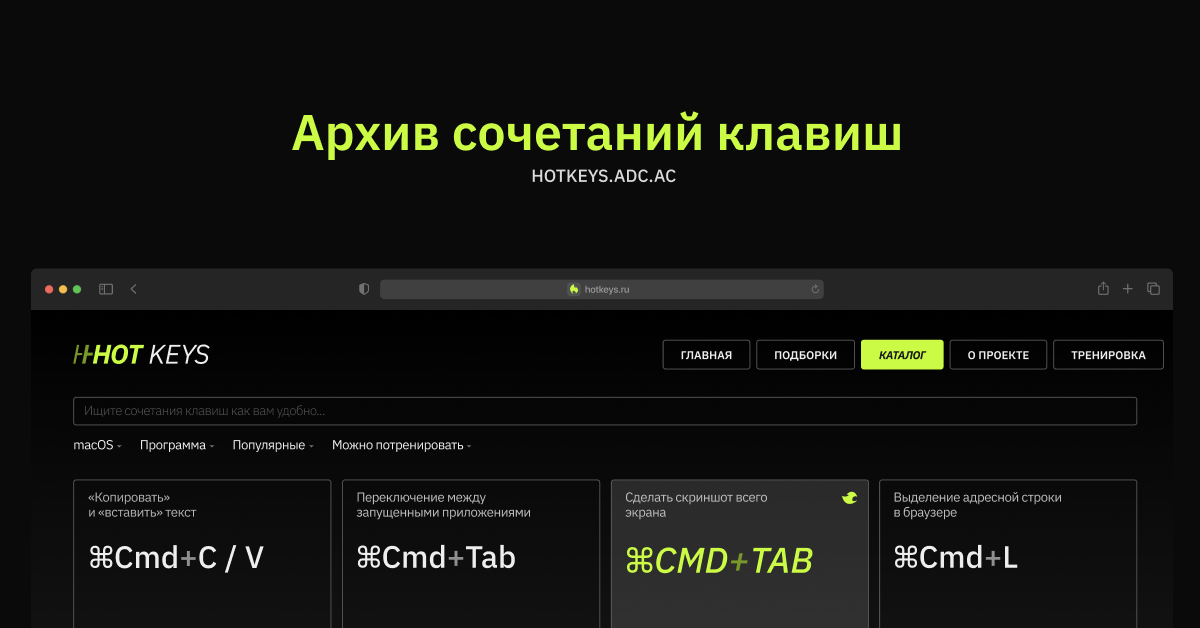 Архив сочетаний клавиш
HOTKEYS.ADC.AC
hotkeys.ru
HOT KEYS
ГЛАВНАЯ
ПОДБОРКИ
КАТАЛОГ
О ПРОЕКТЕ
ТРЕНИРОВКА
Ищите сочетания клавиш как вам удобно...
macOS
Программа
Популярные
Можно потренировать
«Копировать»
и «вставить» текст
⌘Cmd+C / V
Переключение между
запущенными приложениями
⌘Cmd+Tab
Сделать скриншот всего
экрана
⌘CMD+TAB
Выделение адресной строки
в браузере
⌘Cmd+L